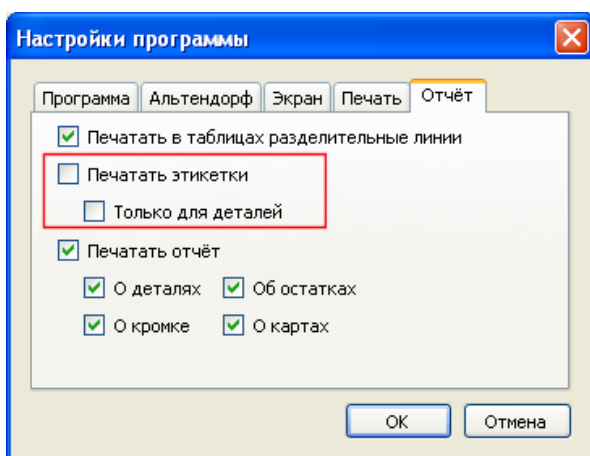 Настройки программы
Программа Альтендорф Экран Печать Отчёт
Печатать в таблицах разделительные линии
Печатать этикетки
Только для деталей
Печатать отчёт
О деталях Об остатках
О кромке О картах
ОК Отмена